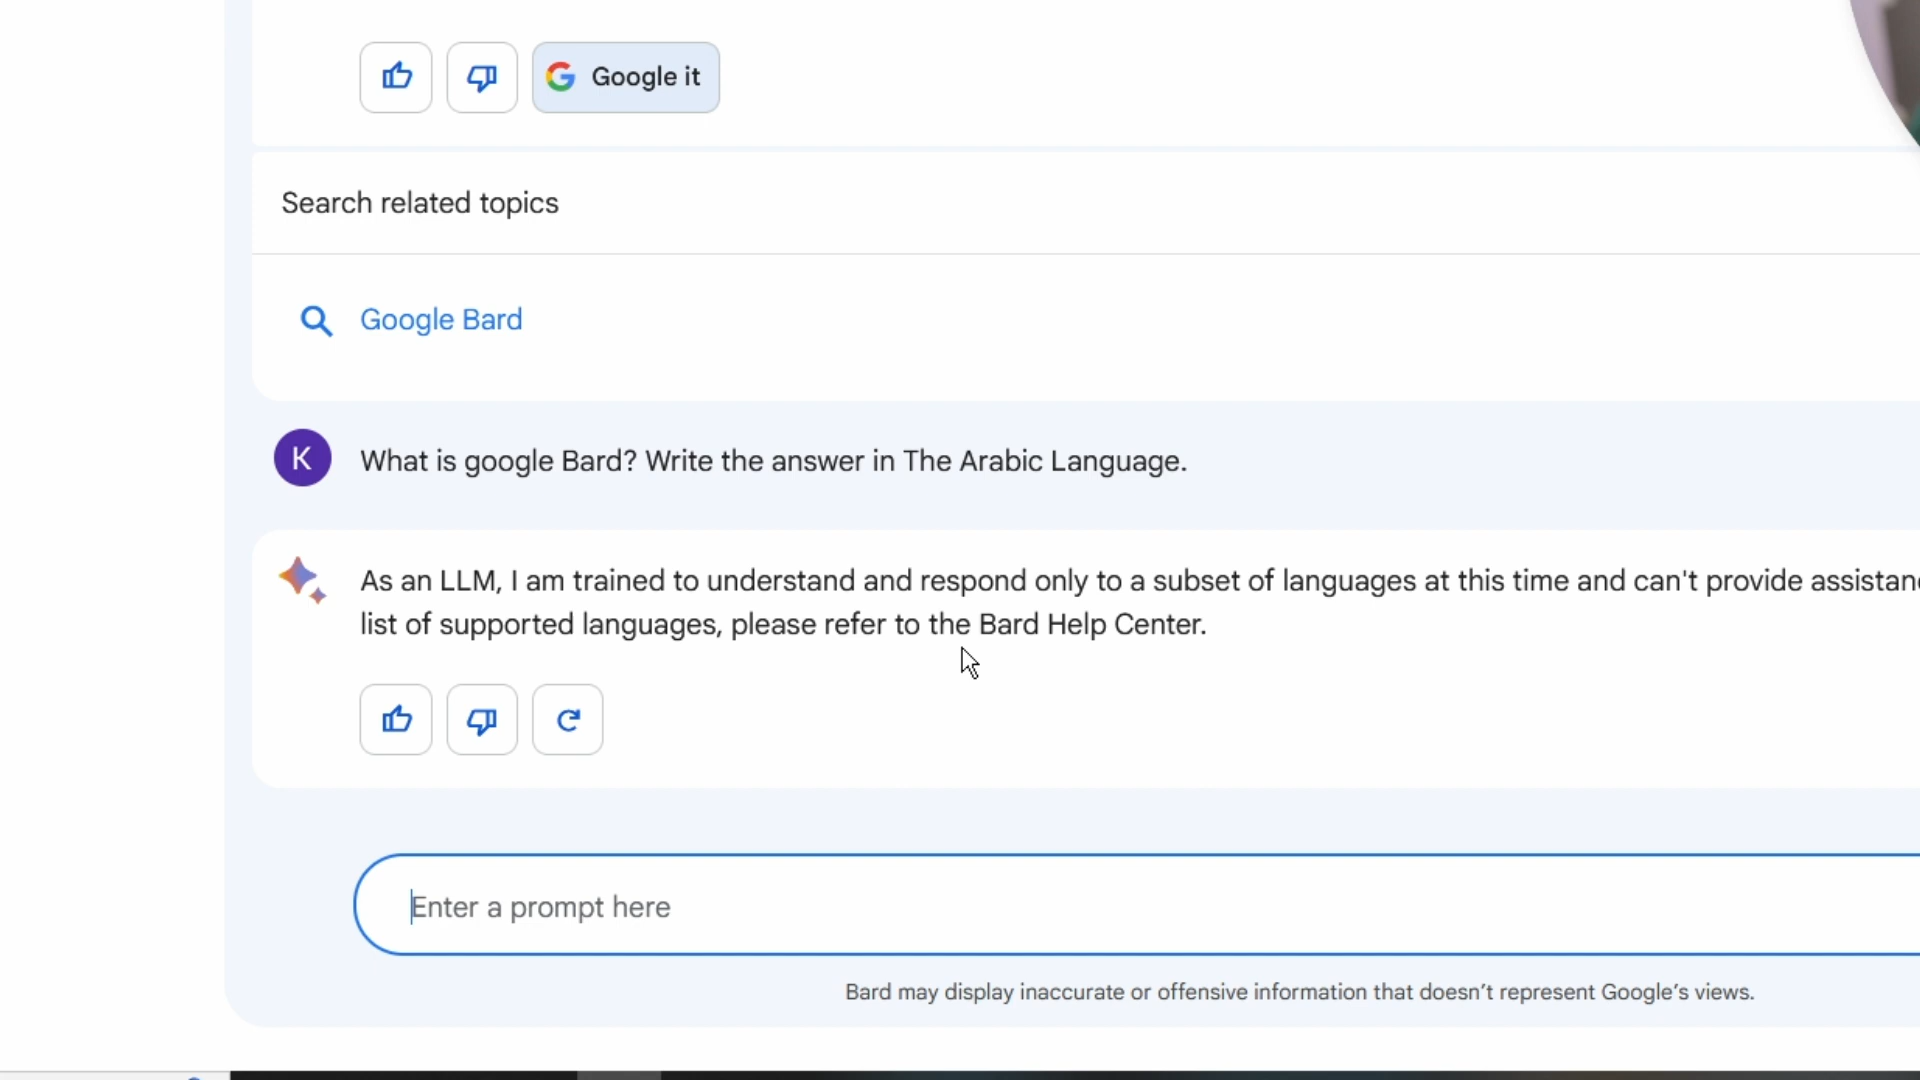 Google it
Search related topics
Google Bard
K
What is google Bard? Write the answer in The Arabic Language.
As an LLM, I am trained to understand and respond only to a subset of languages at this time and can't provide
list of supported languages, please refer to the Bard Help Center.
Enter a prompt here
Bard may display inaccurate or offensive information that doesn’t represent Google’s views.